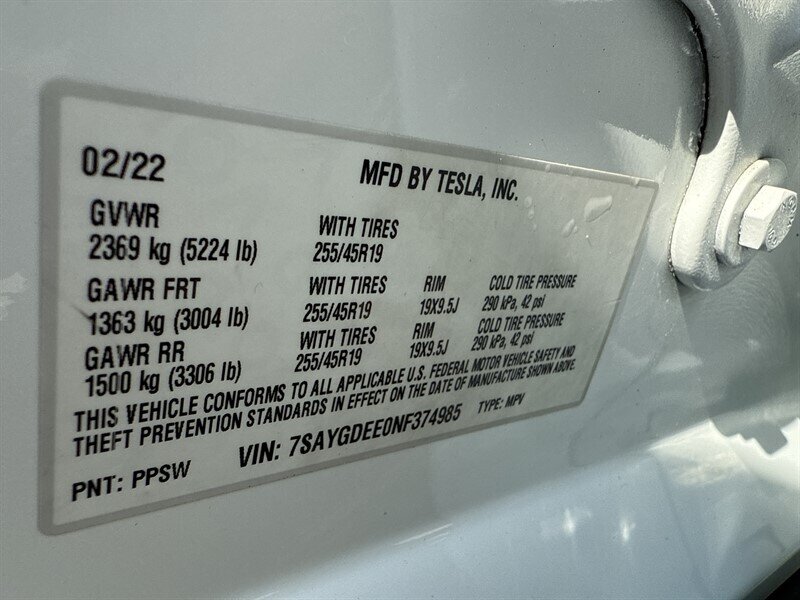 02/22
MFD BY TESLA, INC.
GVWR
2369 kg (5224 lb)
WITH TIRES
255/45R19
GAWR FRT
1363 kg (3004 lb)
WITH TIRES
255/45R19
RIM
19X9.5J
COLD TIRE PRESSURE
290 kPa, 42 psi
GAWR RR
1500 kg (3306 lb)
WITH TIRES
255/45R19
RIM
19X9.5J
COLD TIRE PRESSURE
290 kPa, 42 psi
THIS VEHICLE CONFORMS TO ALL APPLICABLE U.S. FEDERAL MOTOR VEHICLE SAFETY AND
THEFT PREVENTION STANDARDS IN EFFECT ON THE DATE OF MANUFACTURE SHOWN ABOVE.
PNT: PPSW
VIN: 7SAYGDEE0NF374985
TYPE: MPV